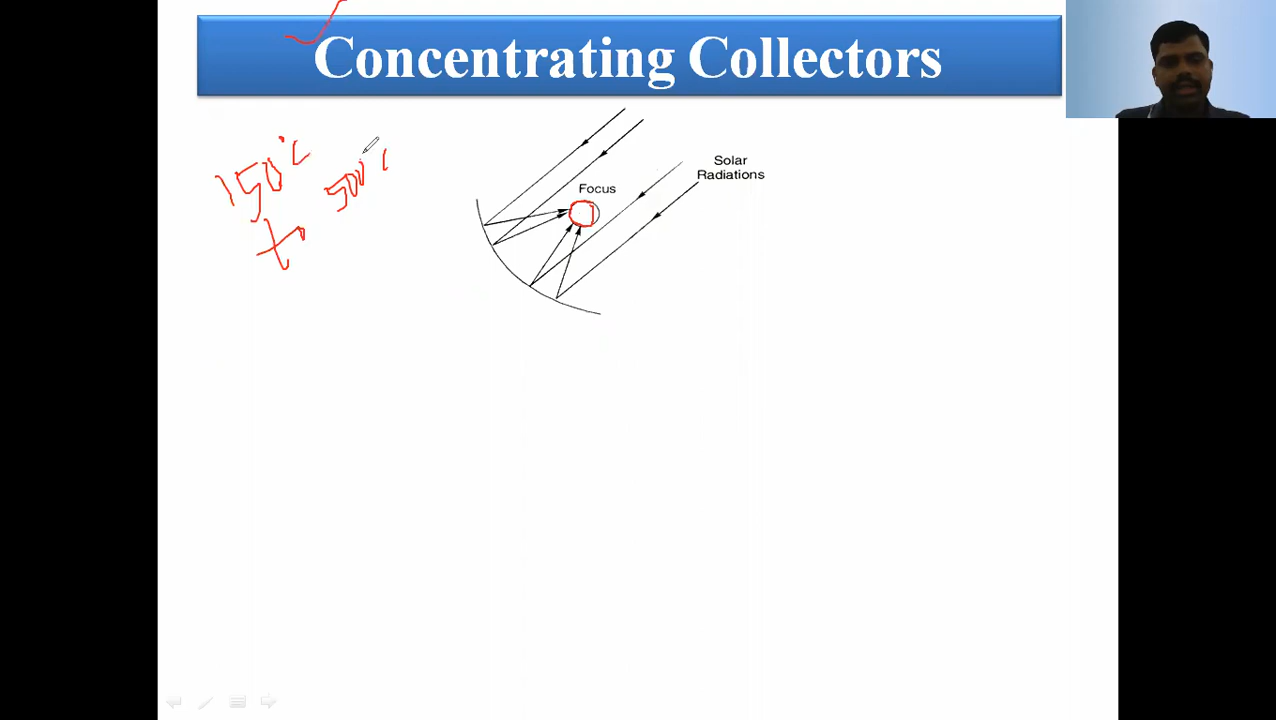 Concentrating Collectors
150°C
to
500°C
Focus
Solar
Radiations